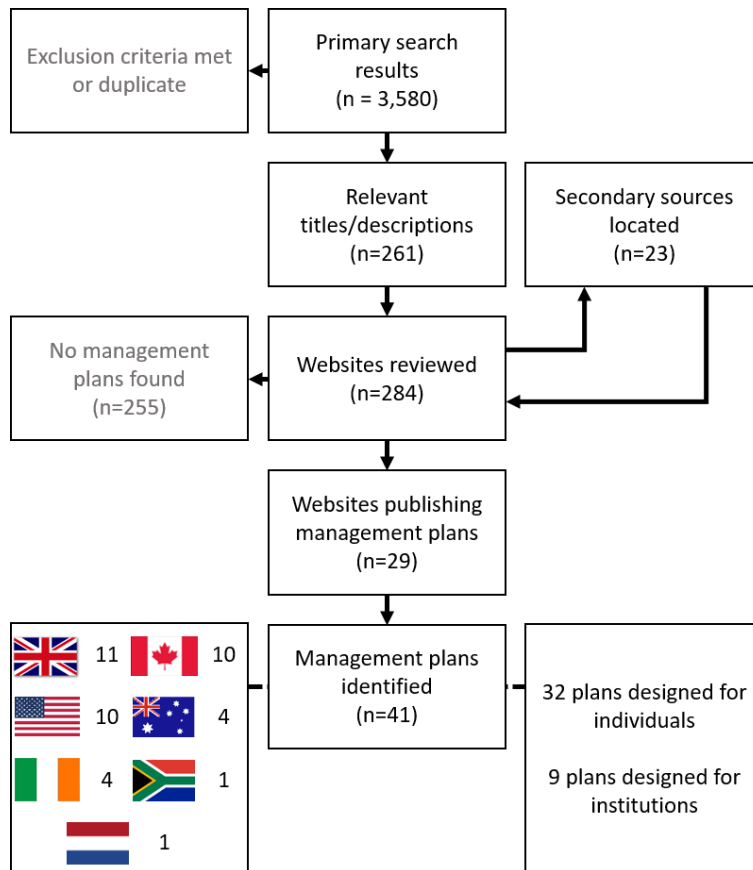 Exclusion criteria met
or duplicate
Primary search
results
(n = 3,580)
Relevant
titles/descriptions
(n=261)
Secondary sources
located
(n=23)
No management
plans found
(n=255)
Websites reviewed
(n=284)
Websites publishing
management plans
(n=29)
11
10
10
4
4
1
1
Management plans
identified
(n=41)
32 plans designed for
individuals
9 plans designed for
institutions